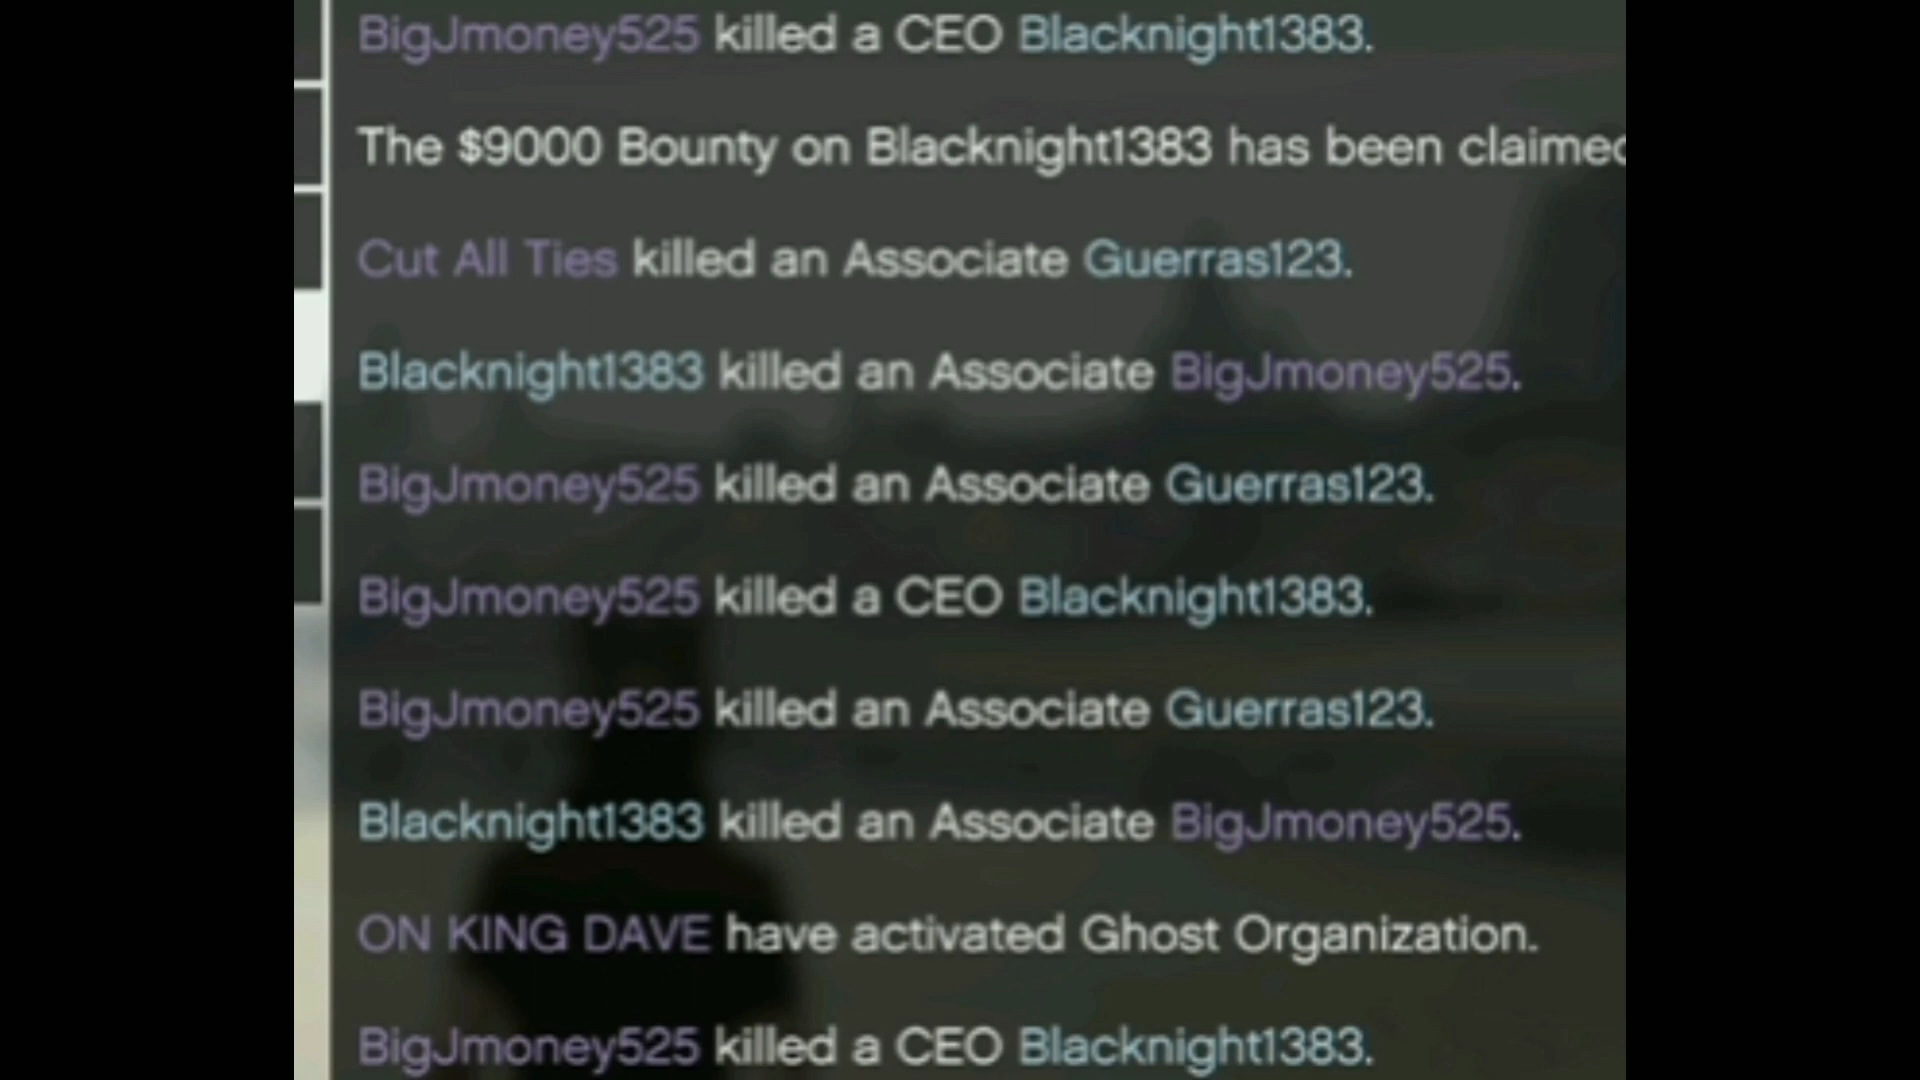 BigJmoney525 killed a CEO Blacknight1383.
The $9000 Bounty on Blacknight1383 has been claimed
Cut All Ties killed an Associate Guerras123.
Blacknight1383 killed an Associate BigJmoney525.
BigJmoney525 killed an Associate Guerras123.
BigJmoney525 killed a CEO Blacknight1383.
BigJmoney525 killed an Associate Guerras123.
Blacknight1383 killed an Associate BigJmoney525.
ON KING DAVE have activated Ghost Organization.
BigJmoney525 killed a CEO Blacknight1383.